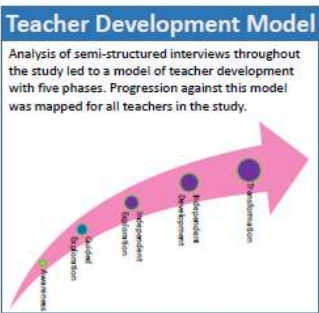 Teacher Development Model
Analysis of semi-structured interviews throughout
the study led to a model of teacher development
with five phases. Progression against this model
was mapped for all teachers in the study.
Awareness
Guided
Exploration
Independent
Exploration
Independent
Development
Transformation